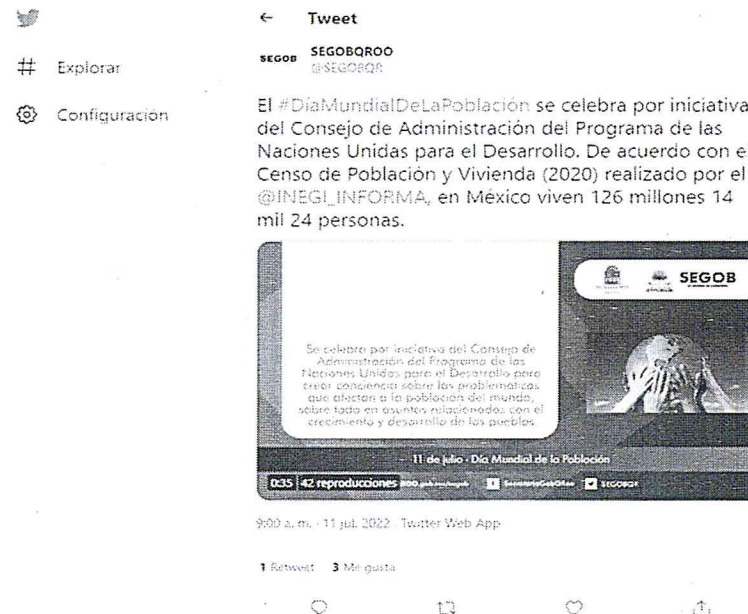 Tweet
SEGOB
SEGOBQROO
@SEGOBQR
# Explorar
Configuración
El #DíaMundialDeLaPoblación se celebra por iniciativa
del Consejo de Administración del Programa de las
Naciones Unidas para el Desarrollo. De acuerdo con e
Censo de Población y Vivienda (2020) realizado por el
@INEGI_INFORMA, en México viven 126 millones 14
mil 24 personas.
SEGOB
Se celebra por iniciativa del Consejo de
Administración del Programa de las
Naciones Unidas para el Desarrollo para
crear conciencia sobre las problemáticas
que afectan a la población del mundo,
sobre todo en asuntos relacionados con el
crecimiento y desarrollo de los pueblos.
11 de julio - Día Mundial de la Población
0:35 42 reproducciones
SEGOBQR
9:00 a. m. · 11 jul. 2022 · Twitter Web App
1 Retweet 3 Me gusta